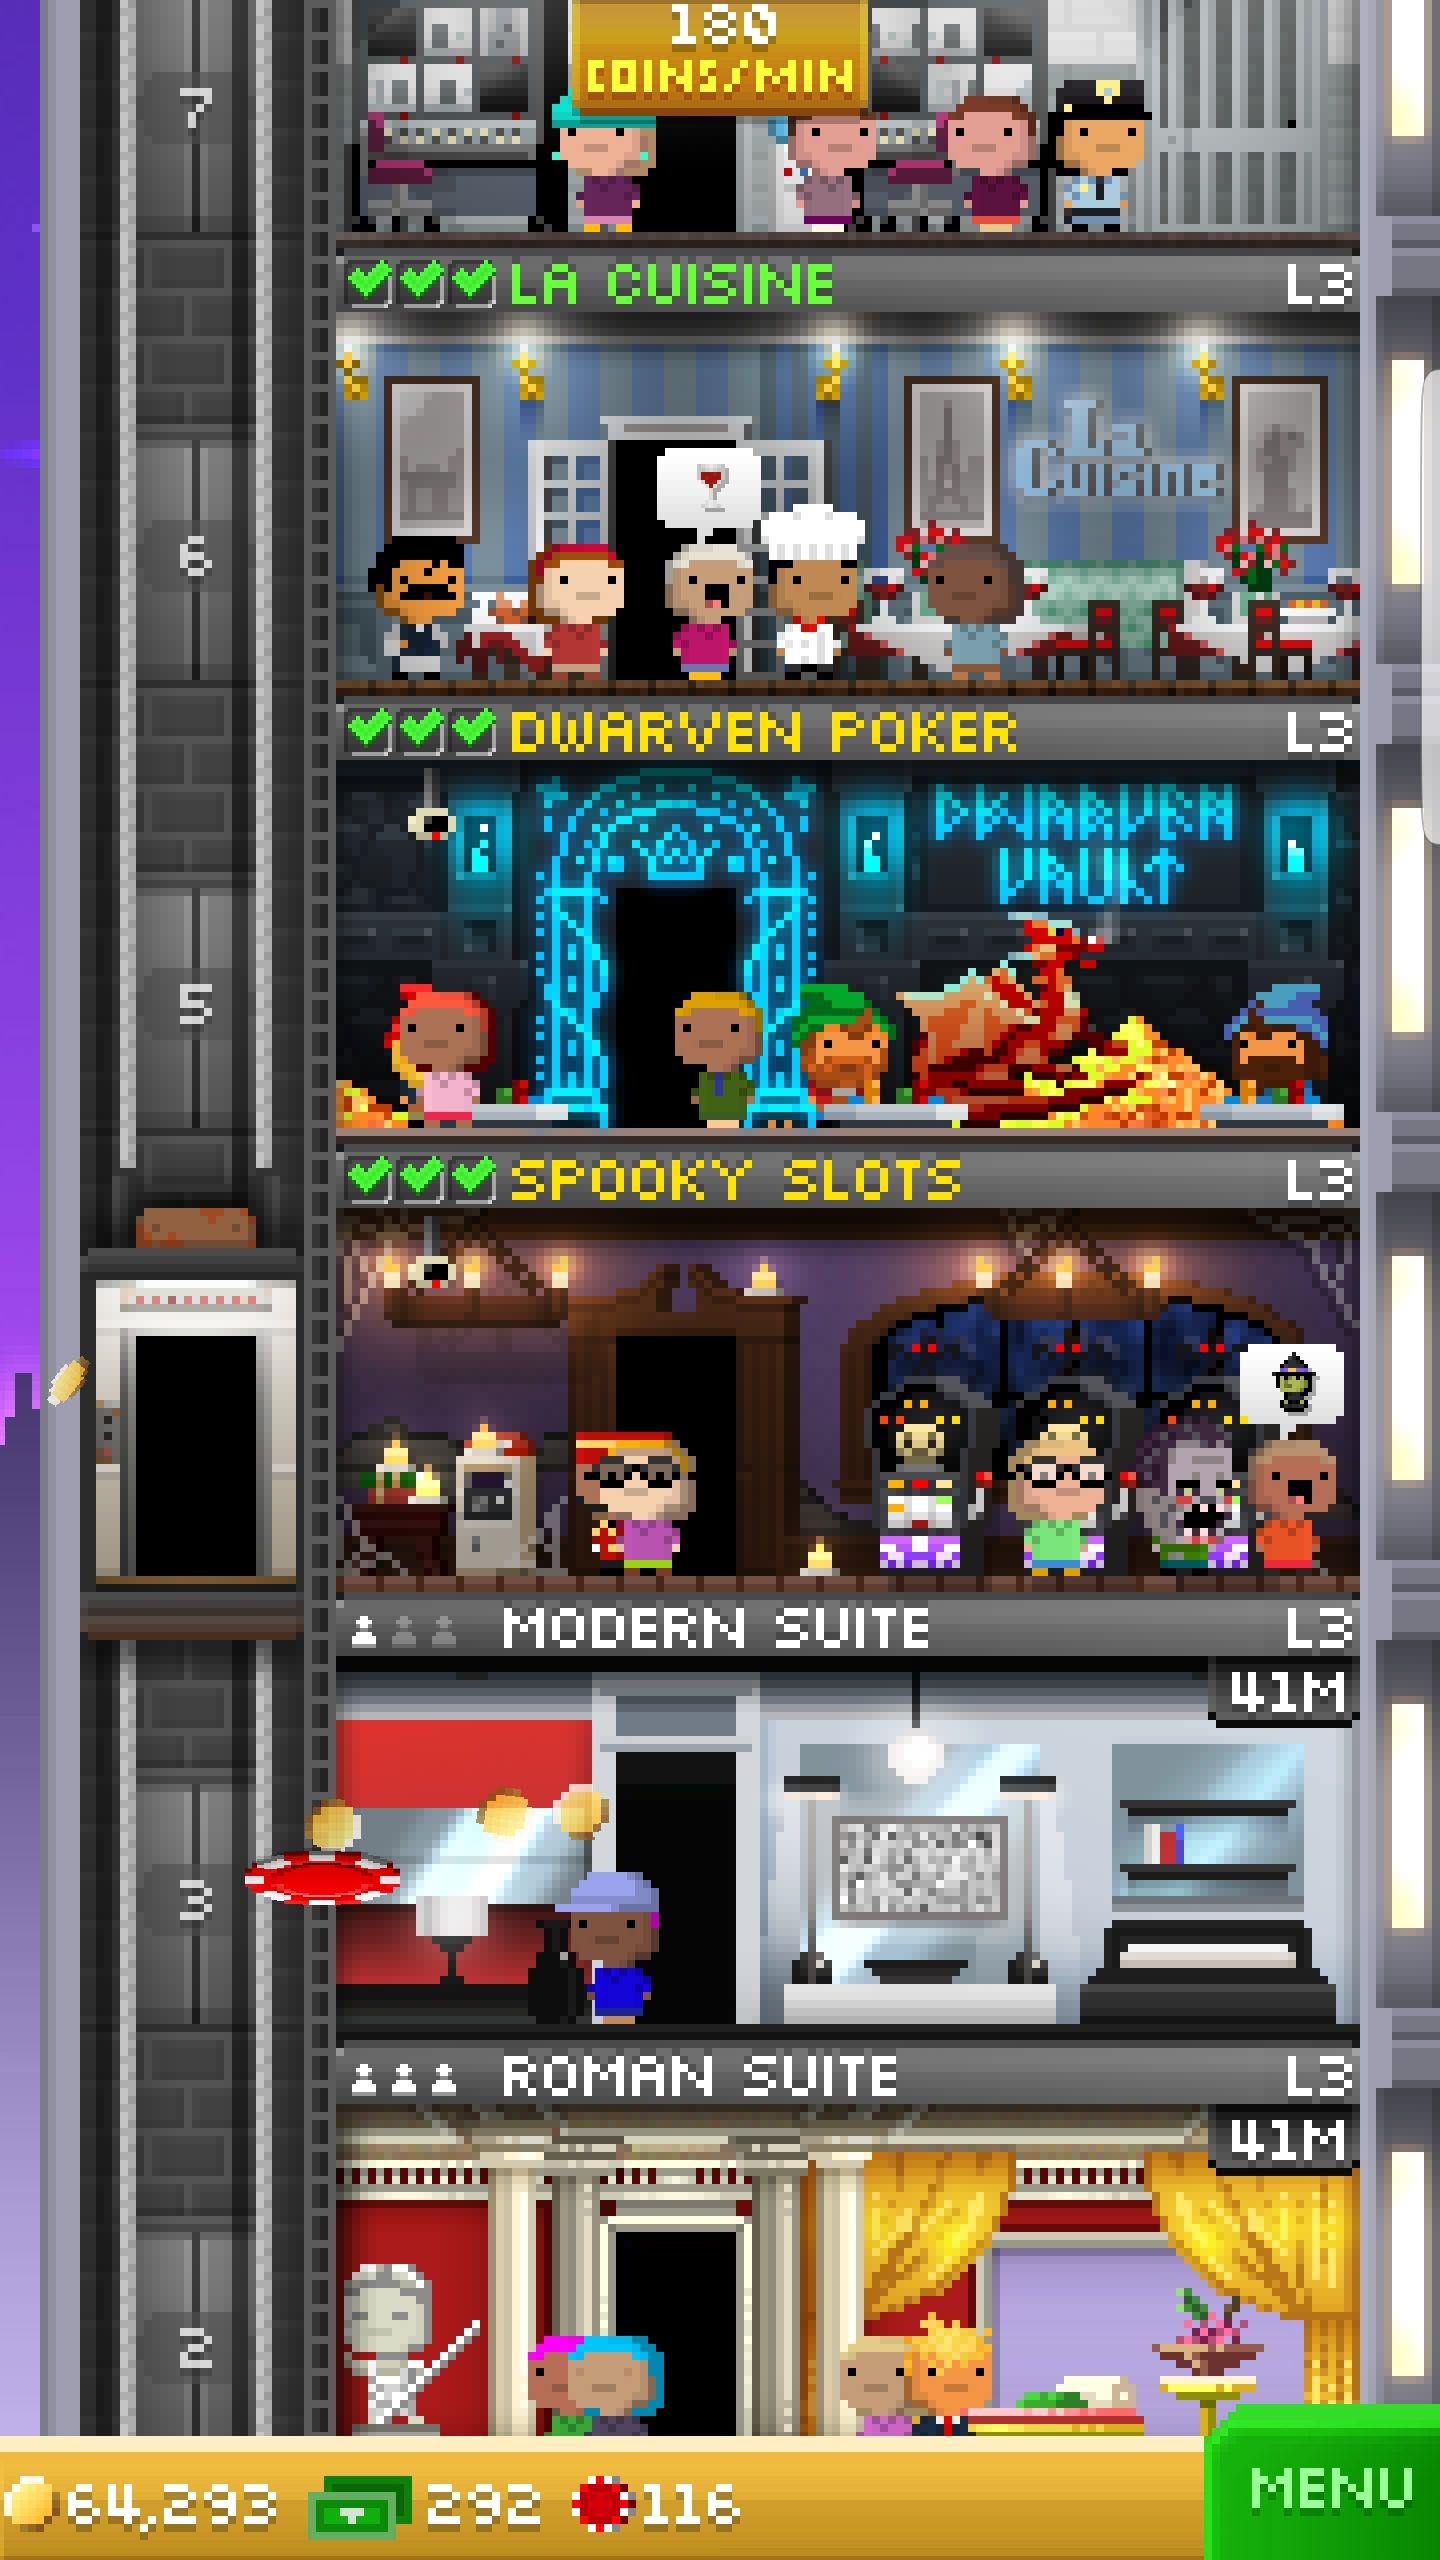 180
COINS/MIN
7
LA CUISINE
L3
La
Cuisine
6
DWARVEN POKER
L3
DWARVEN
VAULT
5
SPOOKY SLOTS
L3
MODERN SUITE
L3
41M
3
ROMAN SUITE
L3
41M
2
64,293
292
116
MENU